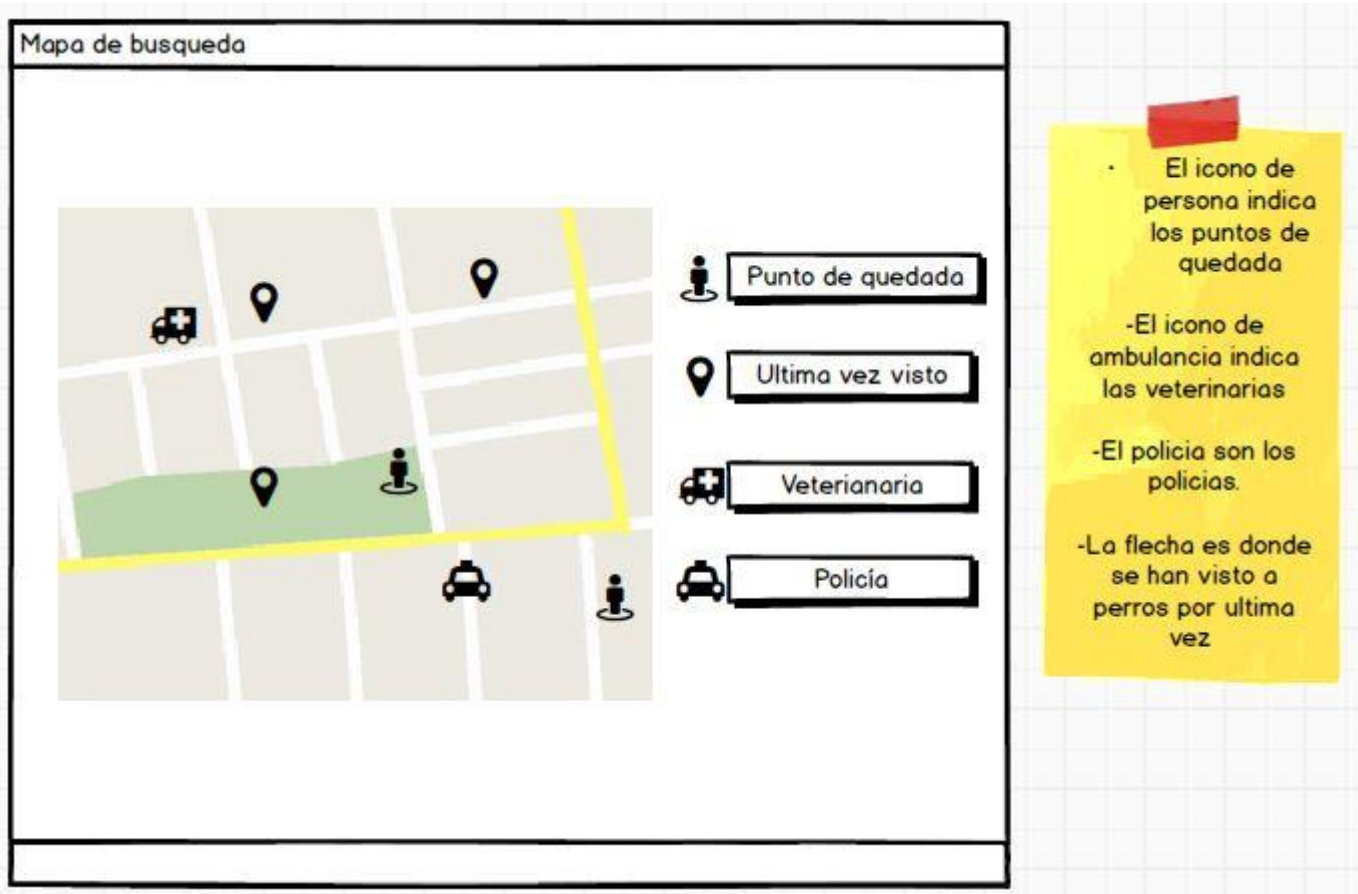 Mapa de busqueda
Punto de quedada
Ultima vez visto
Veterianaria
Policía
· El icono de
persona indica
los puntos de
quedada
-El icono de
ambulancia indica
las veterinarias
-El policia son los
policias.
-La flecha es donde
se han visto a
perros por ultima
vez